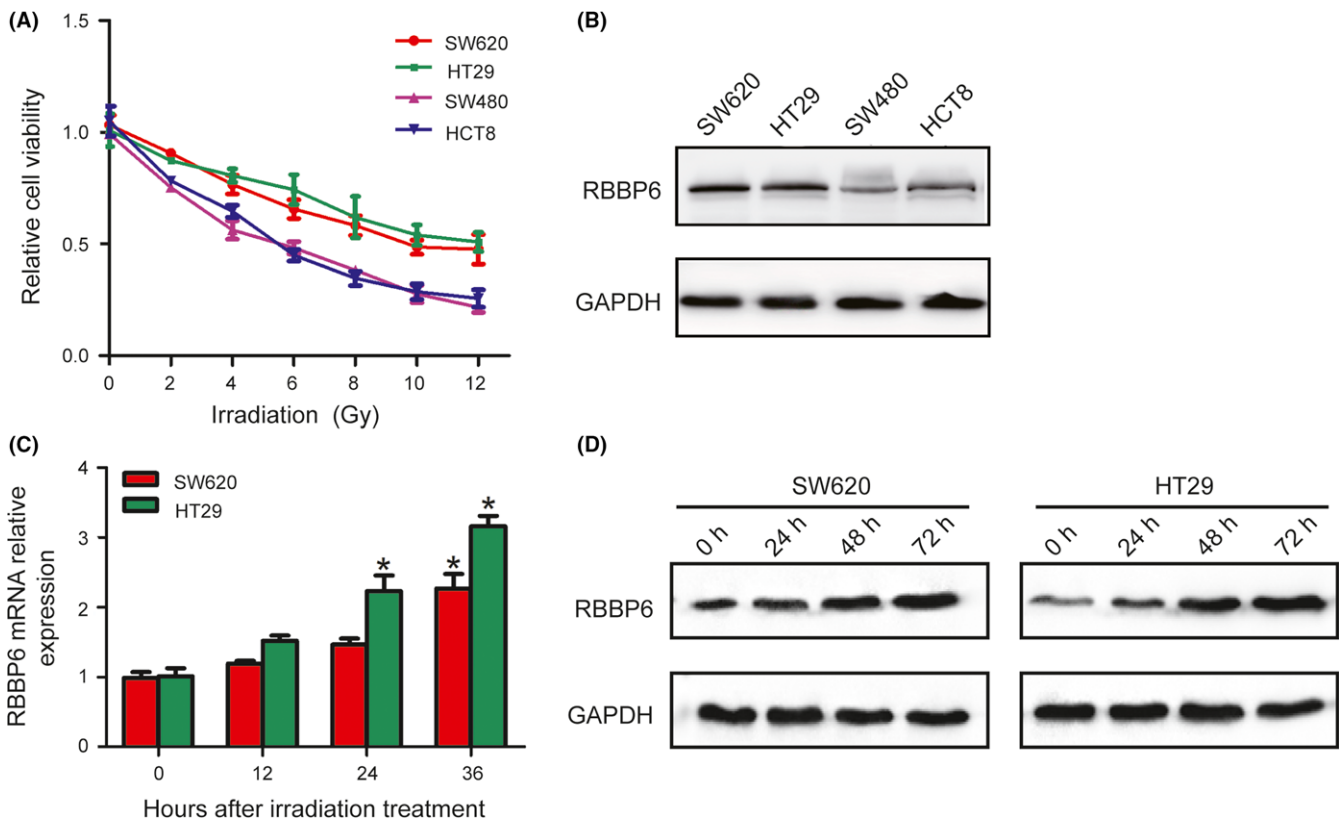 (A)
1.5
1.0
0.5
0.0
Relative cell viability
0 2 4 6 8 10 12
Irradiation (Gy)
SW620
HT29
SW480
HCT8
(B)
SW620 HT29 SW480 HCT8
RBBP6
GAPDH
(C)
4
3
2
1
0
RBBP6 mRNA relative
expression
SW620
HT29
*
* *
0 12 24 36
Hours after irradiation treatment
(D)
SW620 HT29
0 h 24 h 48 h 72 h 0 h 24 h 48 h 72 h
RBBP6
GAPDH